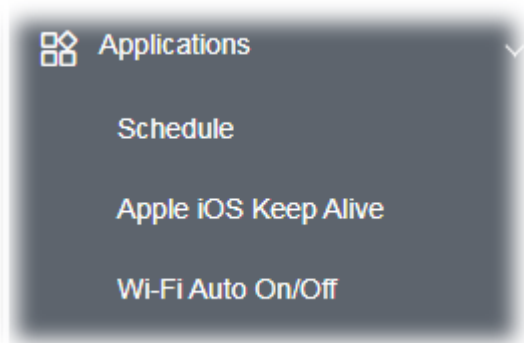 Applications
Schedule
Apple iOS Keep Alive
Wi-Fi Auto On/Off